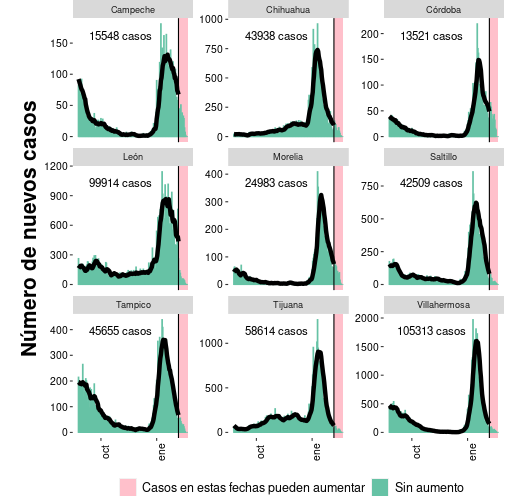 Número de nuevos casos
Campeche
Chihuahua
Córdoba
15548 casos
43938 casos
13521 casos
150
100
50
0
1000
750
500
250
0
200
150
100
50
0
León
Morelia
Saltillo
99914 casos
24983 casos
42509 casos
1200
900
600
300
0
400
300
200
100
0
750
500
250
0
Tampico
Tijuana
Villahermosa
45655 casos
58614 casos
105313 casos
400
300
200
100
0
1000
500
0
2000
1500
1000
500
0
oct
ene
oct
ene
oct
ene
Casos en estas fechas pueden aumentar
Sin aumento